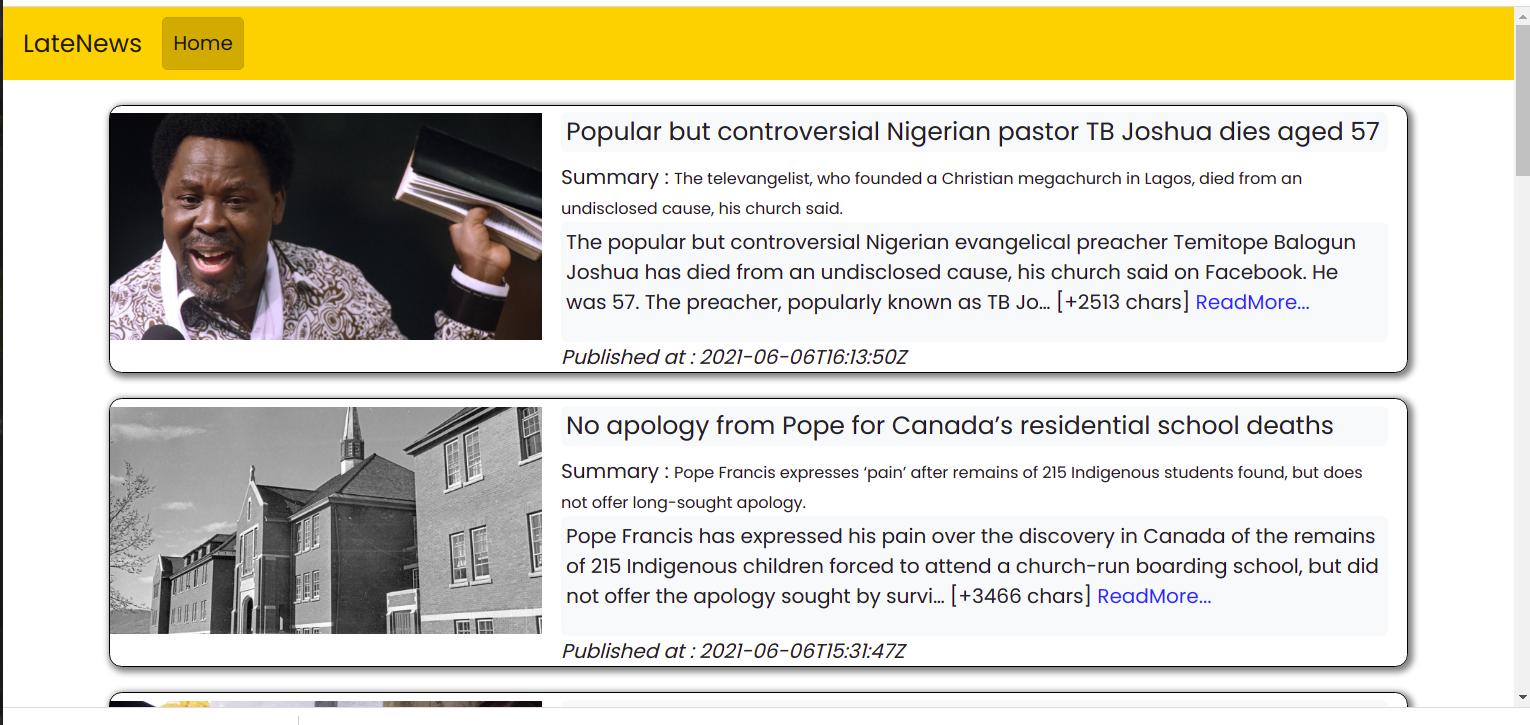 LateNews Home
Popular but controversial Nigerian pastor TB Joshua dies aged 57
Summary : The televangelist, who founded a Christian megachurch in Lagos, died from an
undisclosed cause, his church said.
The popular but controversial Nigerian evangelical preacher Temitope Balogun
Joshua has died from an undisclosed cause, his church said on Facebook. He
was 57. The preacher, popularly known as TB Jo… [+2513 chars] ReadMore...
Published at : 2021-06-06T16:13:50Z
No apology from Pope for Canada’s residential school deaths
Summary : Pope Francis expresses ‘pain’ after remains of 215 Indigenous students found, but does
not offer long-sought apology.
Pope Francis has expressed his pain over the discovery in Canada of the remains
of 215 Indigenous children forced to attend a church-run boarding school, but did
not offer the apology sought by survi… [+3466 chars] ReadMore...
Published at : 2021-06-06T15:31:47Z